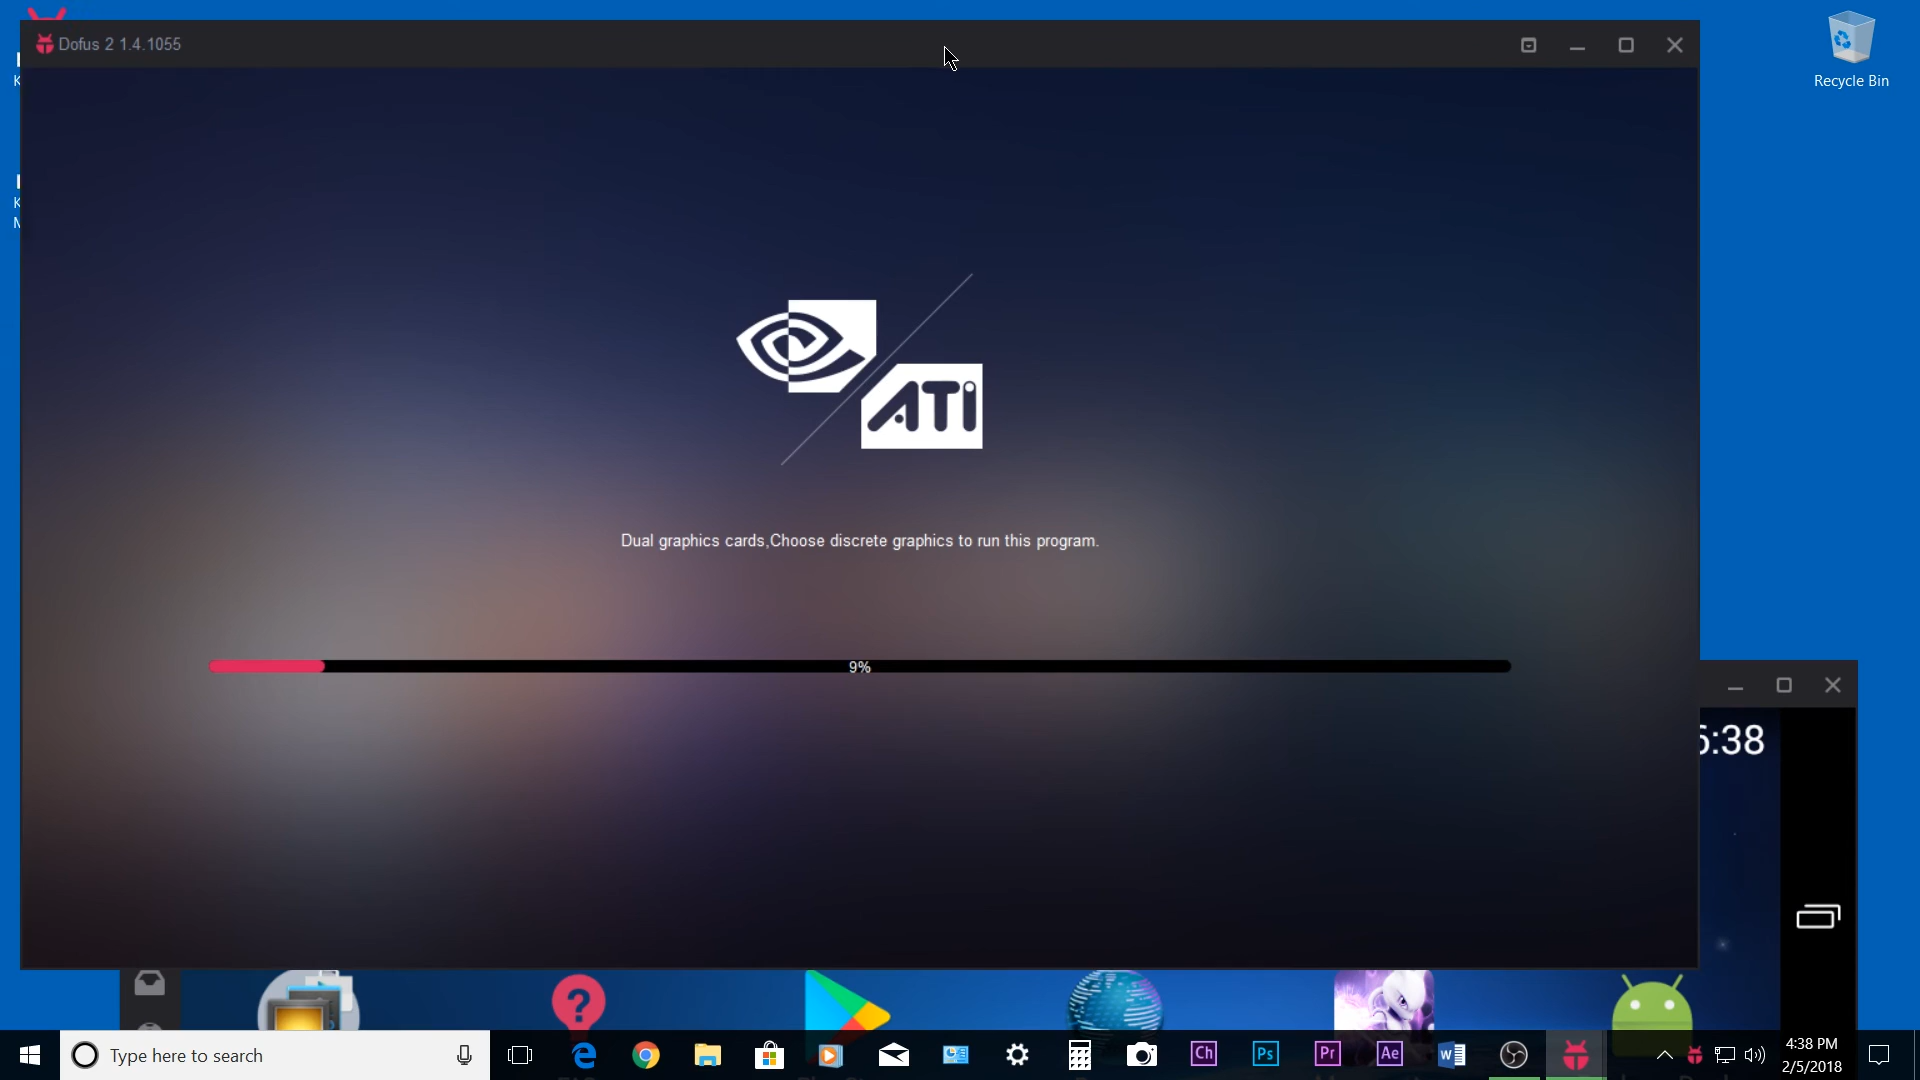 Dofus 2 1.4.1055
Recycle Bin
K
K
M
ATi
Dual graphics cards,Choose discrete graphics to run this program.
9%
:38
?
Type here to search
Ch
Ps
Pr
Ae
W
4:38 PM
2/5/2018